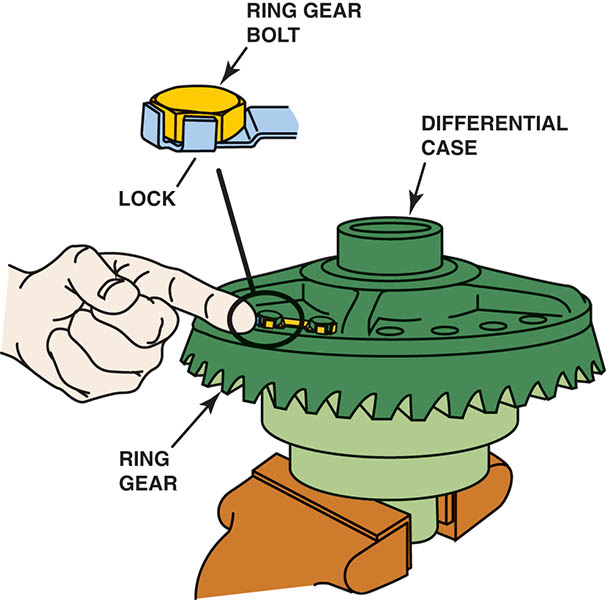 RING GEAR
BOLT
DIFFERENTIAL
CASE
LOCK
RING
GEAR